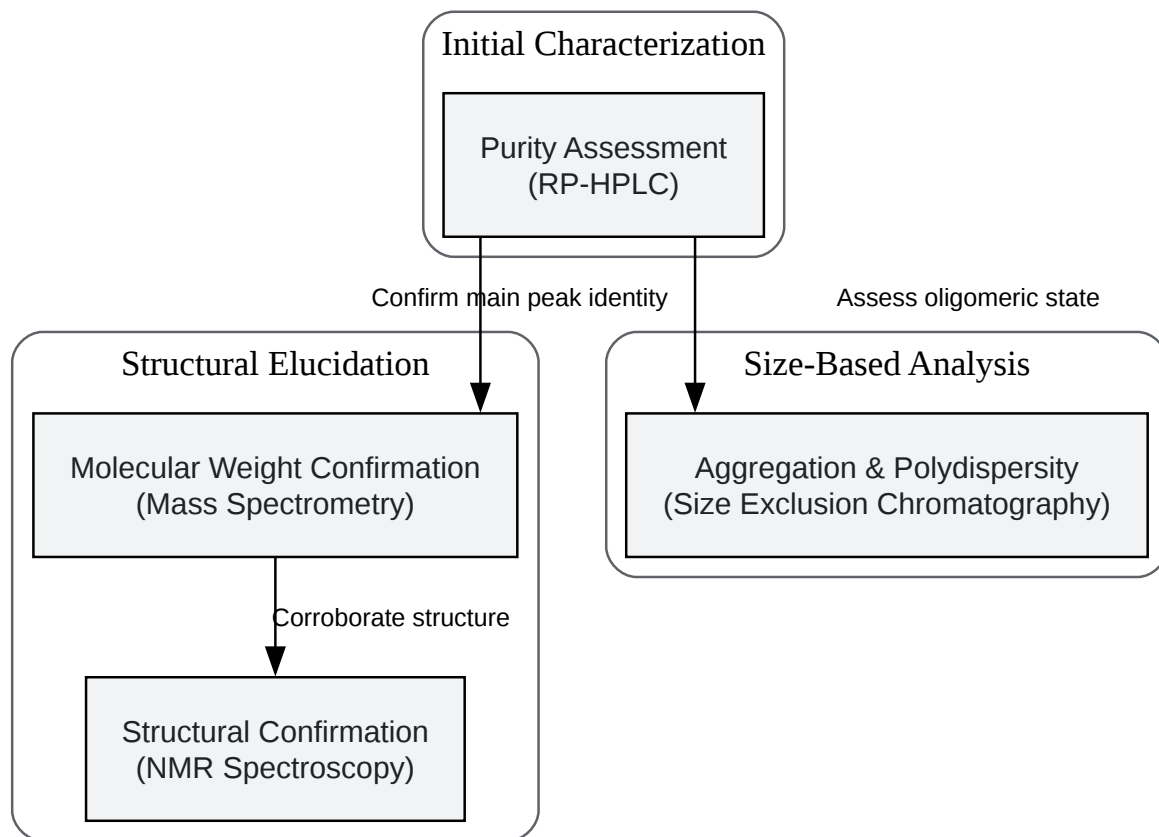 Initial Characterization
Purity Assessment
(RP-HPLC)
Confirm main peak identity
Assess oligomeric state
Structural Elucidation
Size-Based Analysis
Molecular Weight Confirmation
(Mass Spectrometry)
Aggregation & Polydispersity
(Size Exclusion Chromatography)
Corroborate structure
Structural Confirmation
(NMR Spectroscopy)